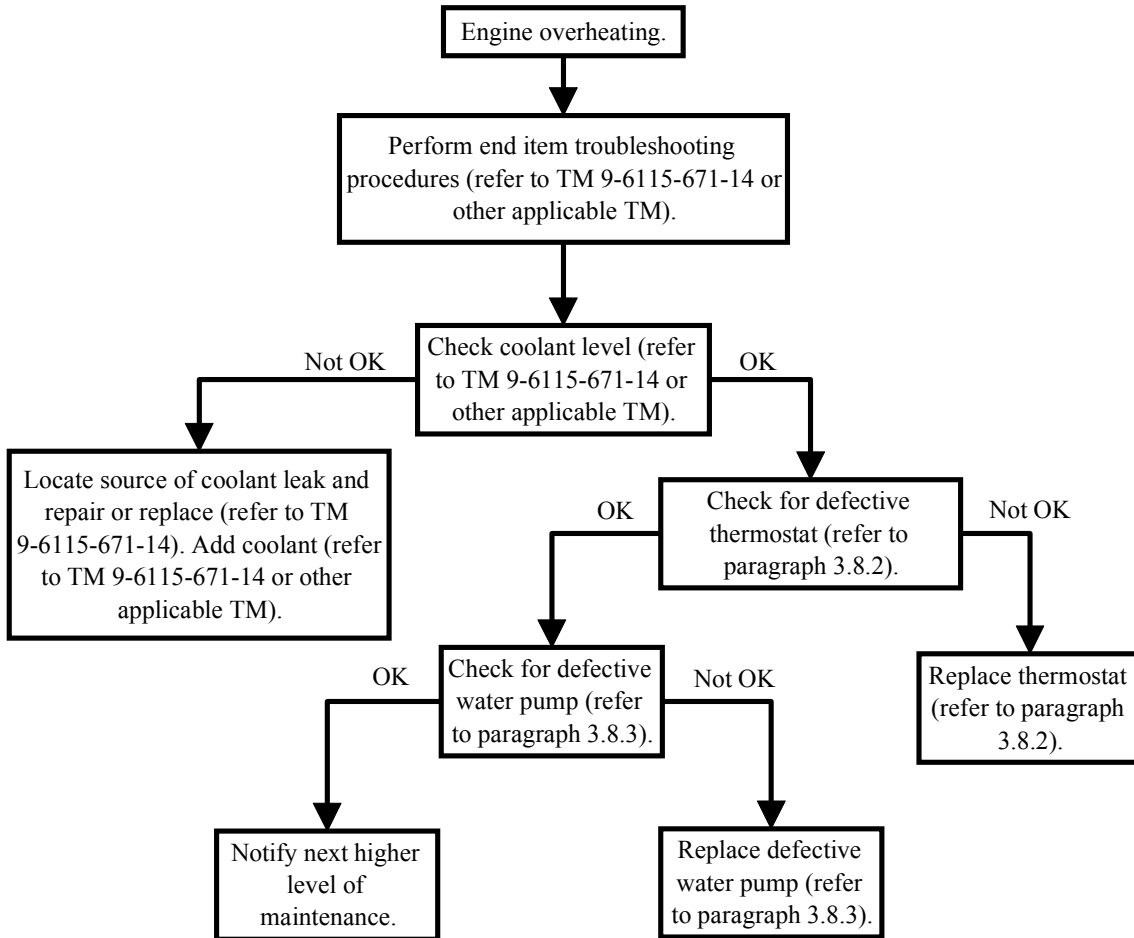 Engine overheating.
Perform end item troubleshooting
procedures (refer to TM 9-6115-671-14 or
other applicable TM).
Not OK
Check coolant level (refer
to TM 9-6115-671-14 or
other applicable TM).
OK
Locate source of coolant leak and
repair or replace (refer to TM
9-6115-671-14). Add coolant (refer
to TM 9-6115-671-14 or other
applicable TM).
OK
Check for defective
thermostat (refer to
paragraph 3.8.2).
Not OK
OK
Check for defective
water pump (refer
to paragraph 3.8.3).
Not OK
Replace thermostat
(refer to paragraph
3.8.2).
Notify next higher
level of
maintenance.
Replace defective
water pump (refer
to paragraph 3.8.3).